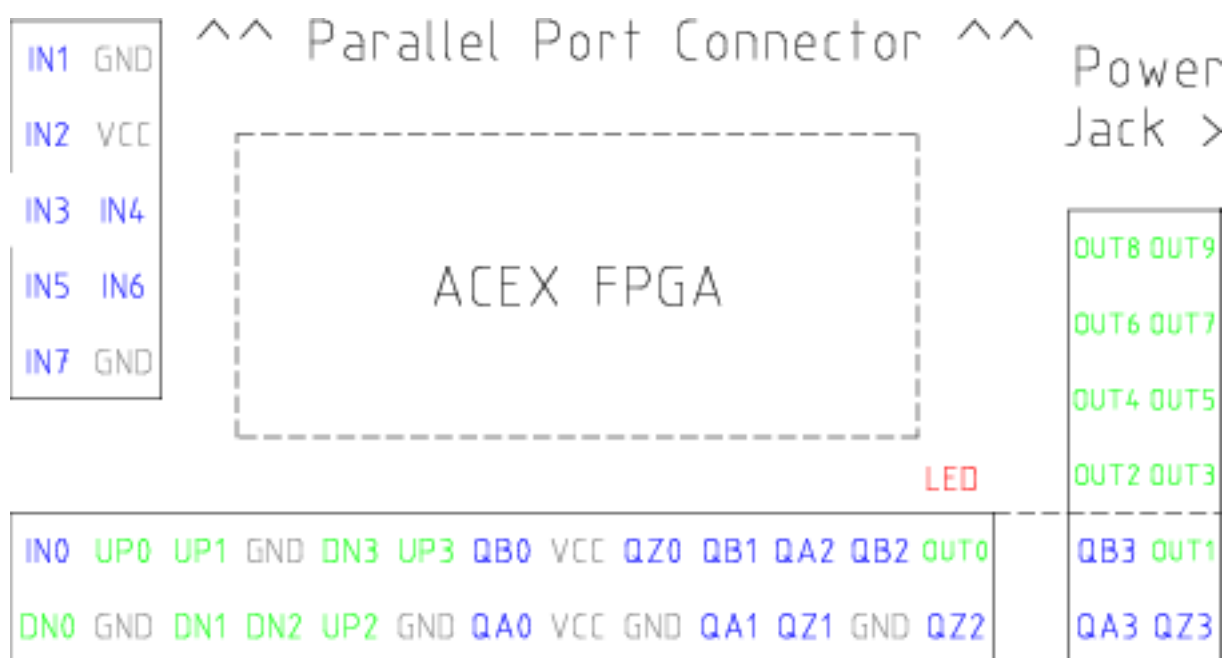 ^^ Parallel Port Connector ^^
Power
Jack >
IN1 GND
IN2 VCC
IN3 IN4
IN5 IN6
IN7 GND
ACEX FPGA
OUT8 OUT9
OUT6 OUT7
OUT4 OUT5
OUT2 OUT3
LED
IN0 UP0 UP1 GND DN3 UP3 QB0 VCC QZ0 QB1 QA2 QB2 OUT0
DN0 GND DN1 DN2 UP2 GND QA0 VCC GND QA1 QZ1 GND QZ2
QB3 OUT1
QA3 QZ3